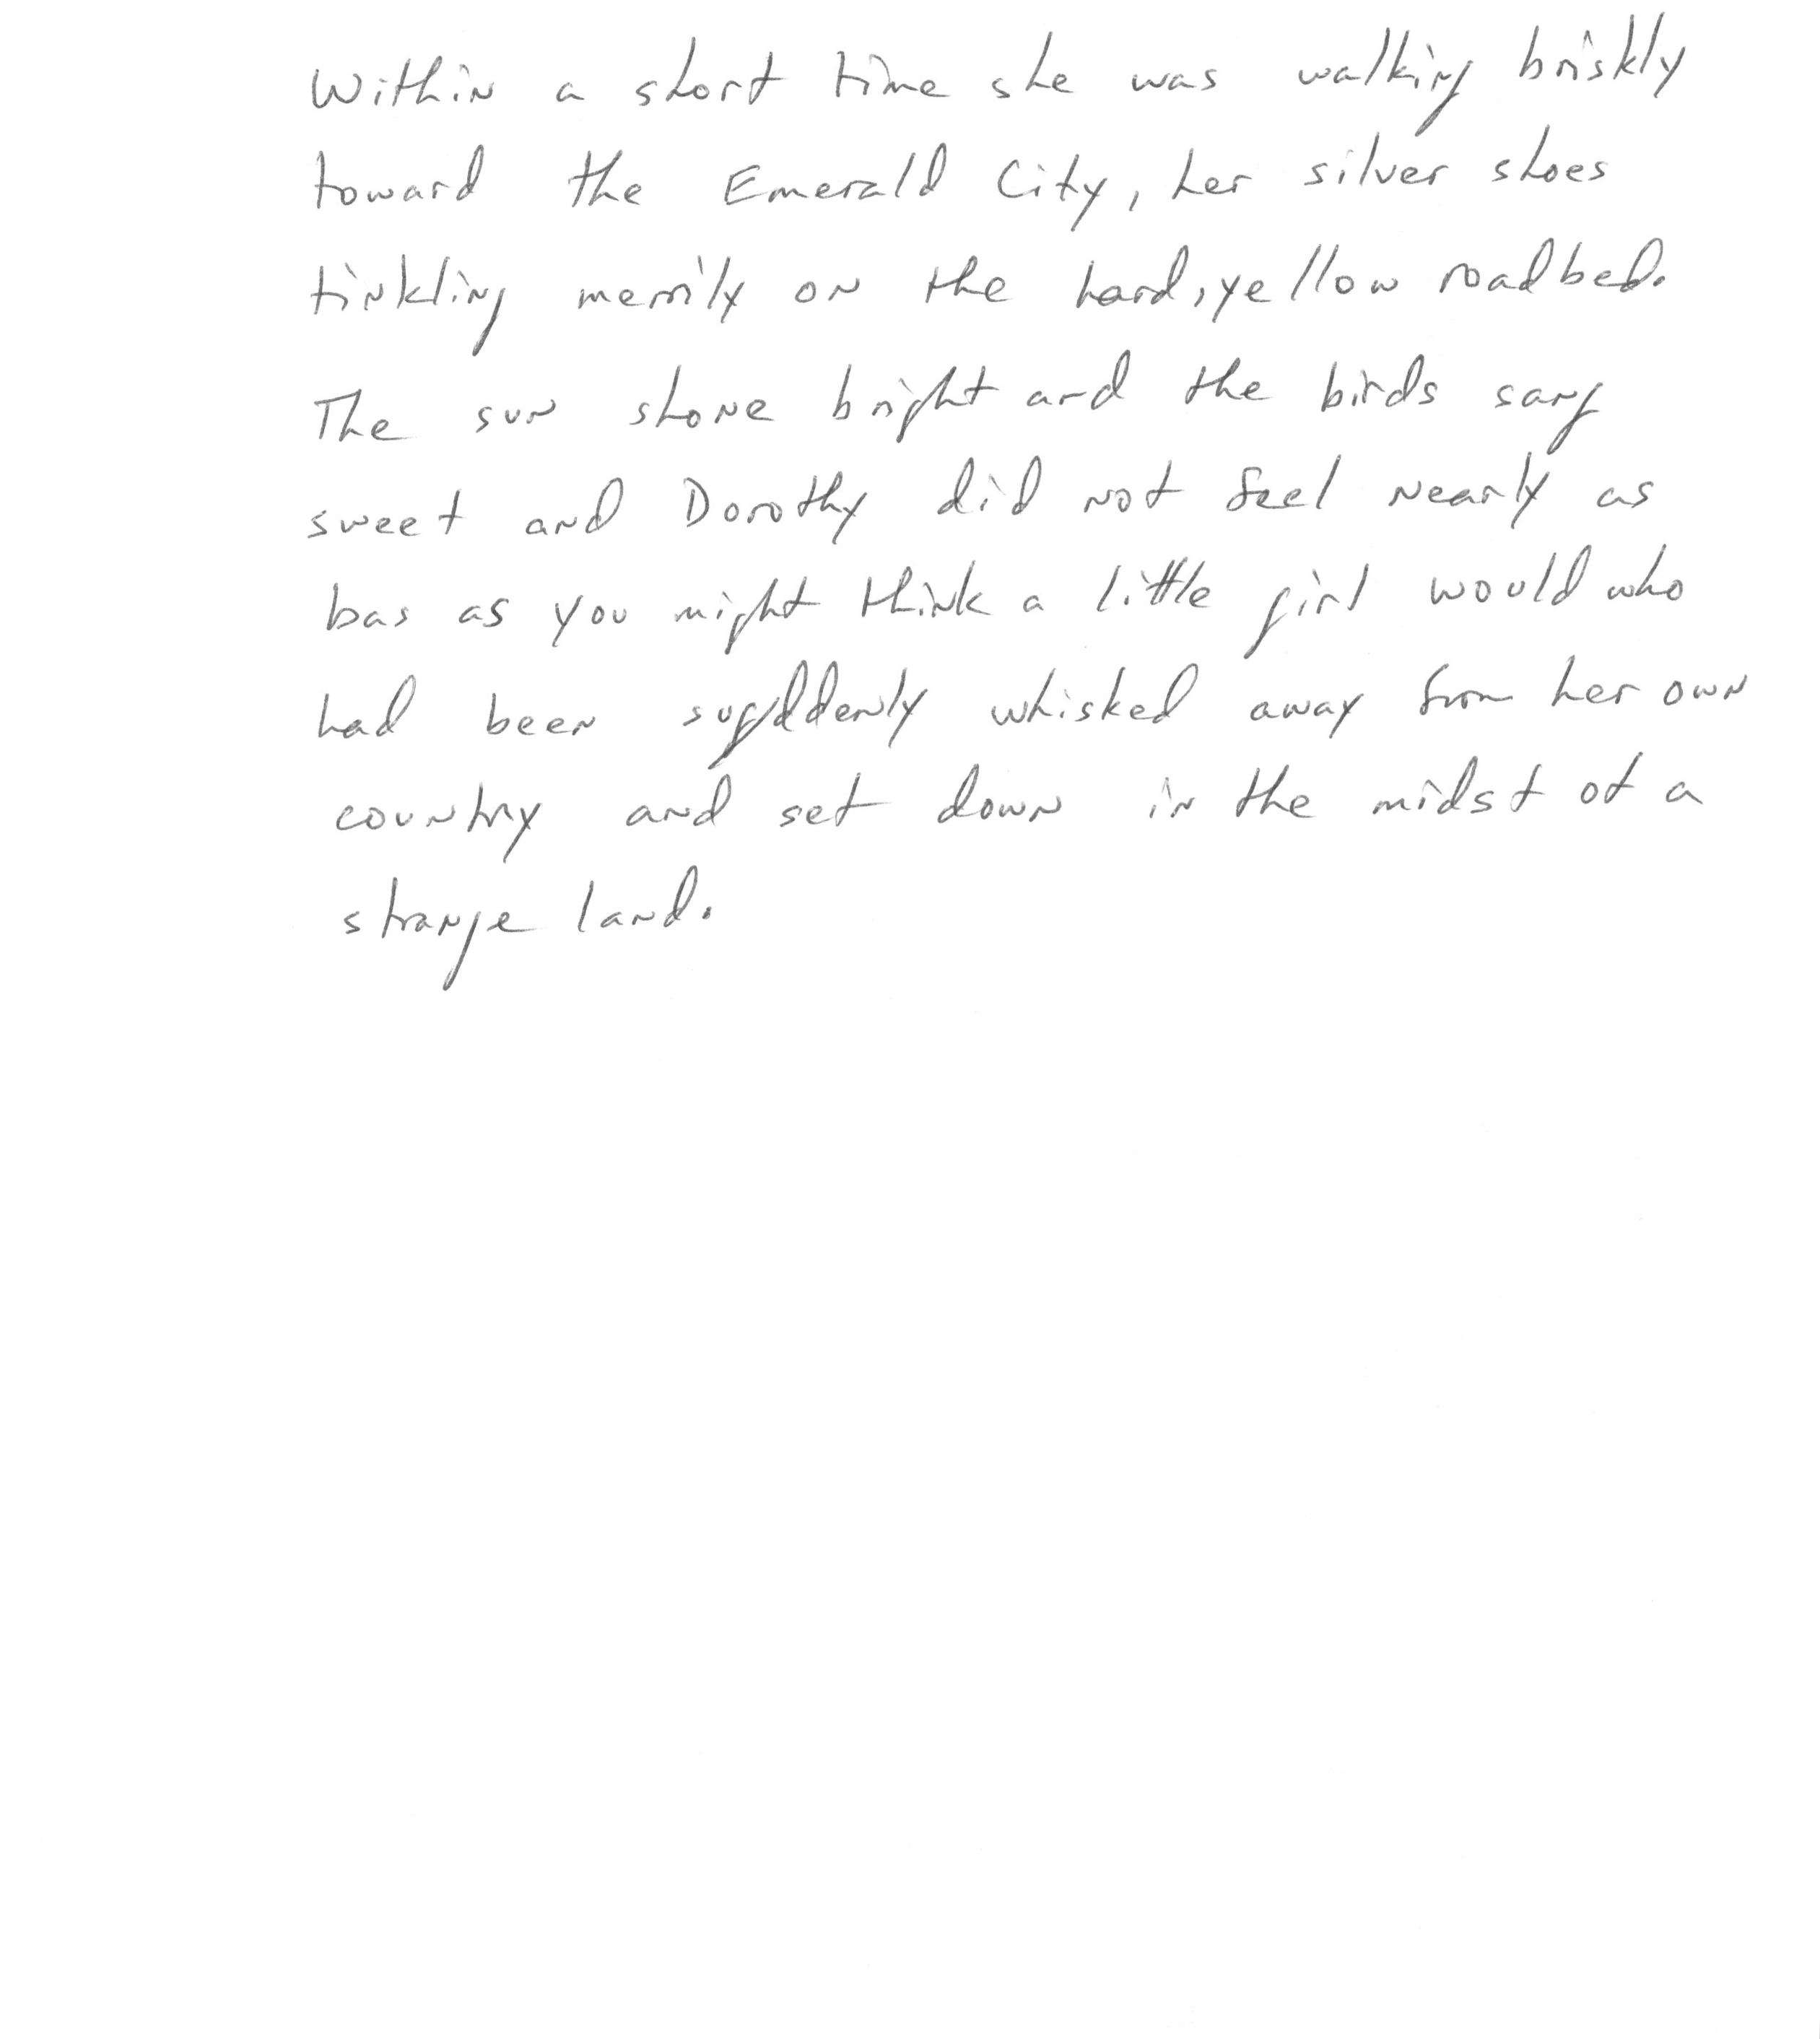 Within a short time she was walking briskly
toward the Emerald City, her silver shoes
tinkling merrily on the hard, yellow roadbed.
The sun shone bright and the birds sang
sweet and Dorothy did not feel nearly as
bas as you might think a little girl would who
had been sugddenly whisked away from her own
country and set down in the midst of a
strange land.